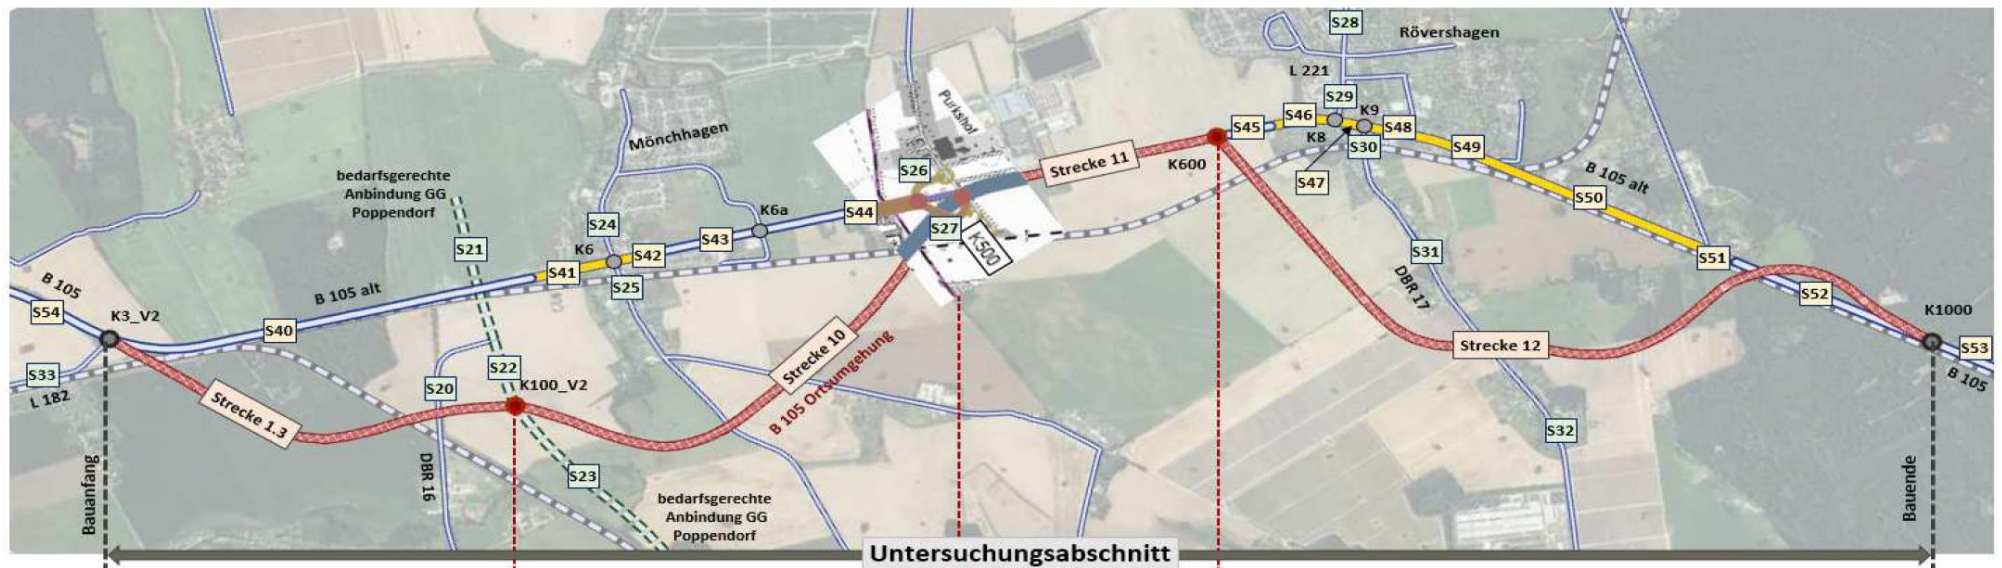 S28
Rövershagen
L 221
S29
Purkshof
S46
K9
S45
K8
S48
Mönchhagen
S30
S49
Strecke 11
K600
bedarfsgerechte
Anbindung GG
Poppendorf
S26
S47
B 105 alt
S50
K6a
S44
S24
S21
K6
S43
S27
K500
S42
S31
S41
S51
S25
DBR 17
B 105
B 105 alt
S52
S54
K3_V2
K1000
S40
Strecke 10
Strecke 12
S53
S33
S22
B 105 Ortsumgehung
B 105
L 182
S20
K100_V2
Strecke 1.3
S32
DBR 16
S23
Bauanfang
Bauende
bedarfsgerechte
Anbindung GG
Poppendorf
Untersuchungsabschnitt